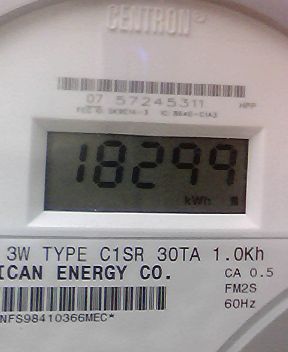 CENTRON
07 57245311 HPP
18299
kWh
3W TYPE C1SR 30TA 1.0Kh
ICAN ENERGY CO. CA 0.5
FM2S
60Hz
NFS98410366MEC*